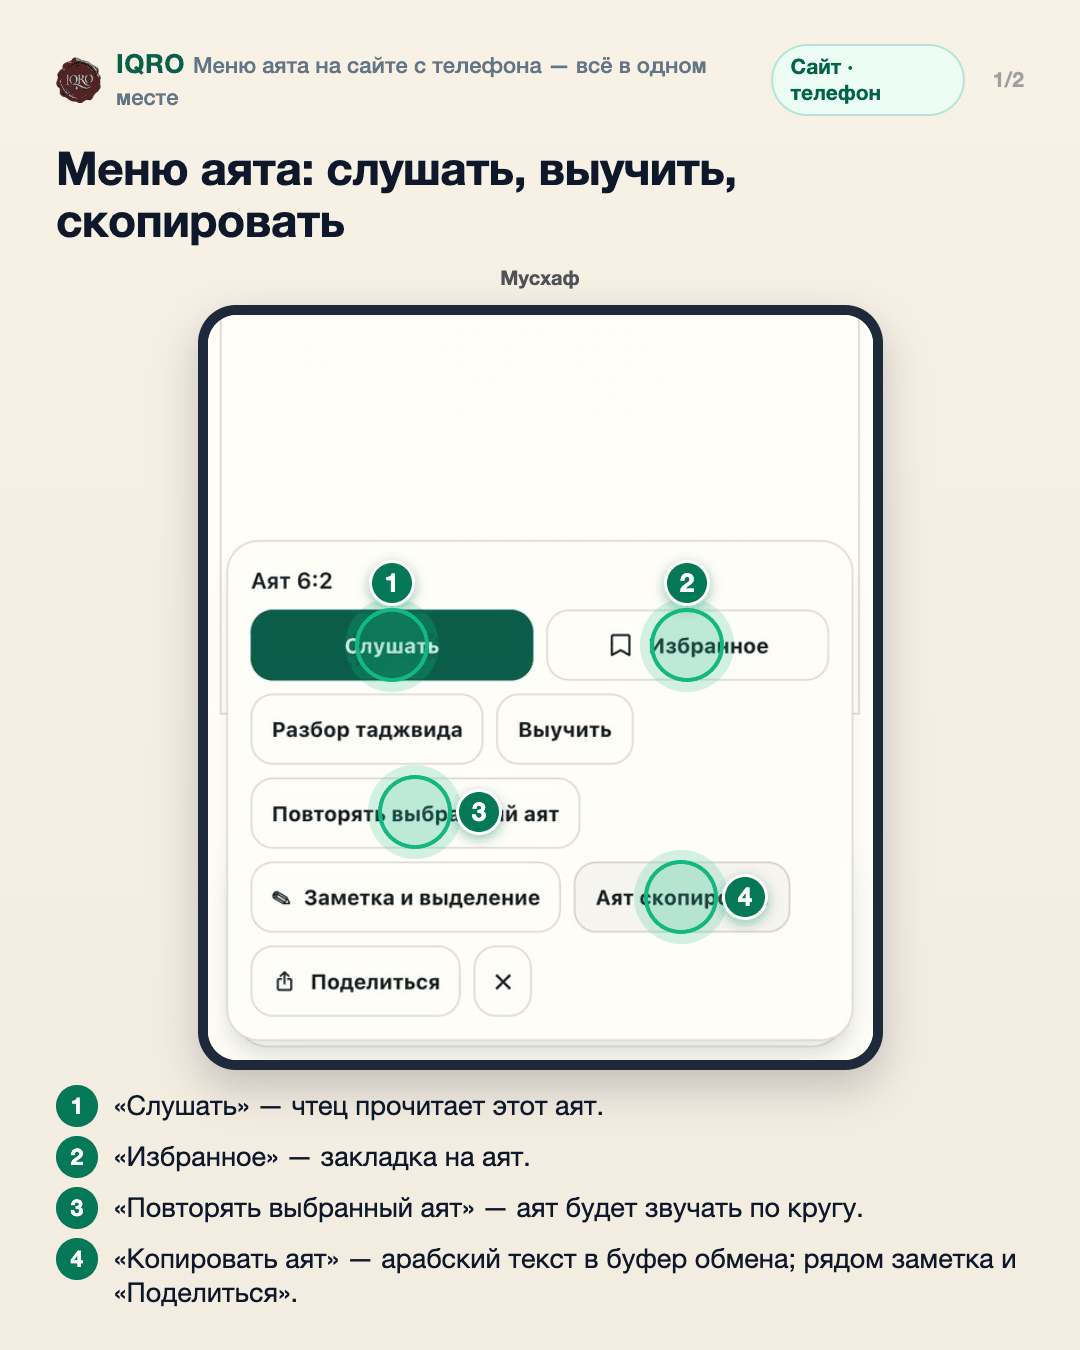 IQRO
IQRO Меню аята на сайте с телефона — всё в одном
месте
Сайт ·
телефон
1/2
Меню аята: слушать, выучить,
скопировать
Мусхаф
Аят 6:2
1
2
Слушать
Избранное
Разбор таджвида
Выучить
Повторять выбра й аят
3
Заметка и выделение
Аят скопиро
4
Поделиться
1 «Слушать» — чтец прочитает этот аят.
2 «Избранное» — закладка на аят.
3 «Повторять выбранный аят» — аят будет звучать по кругу.
4 «Копировать аят» — арабский текст в буфер обмена; рядом заметка и
«Поделиться».